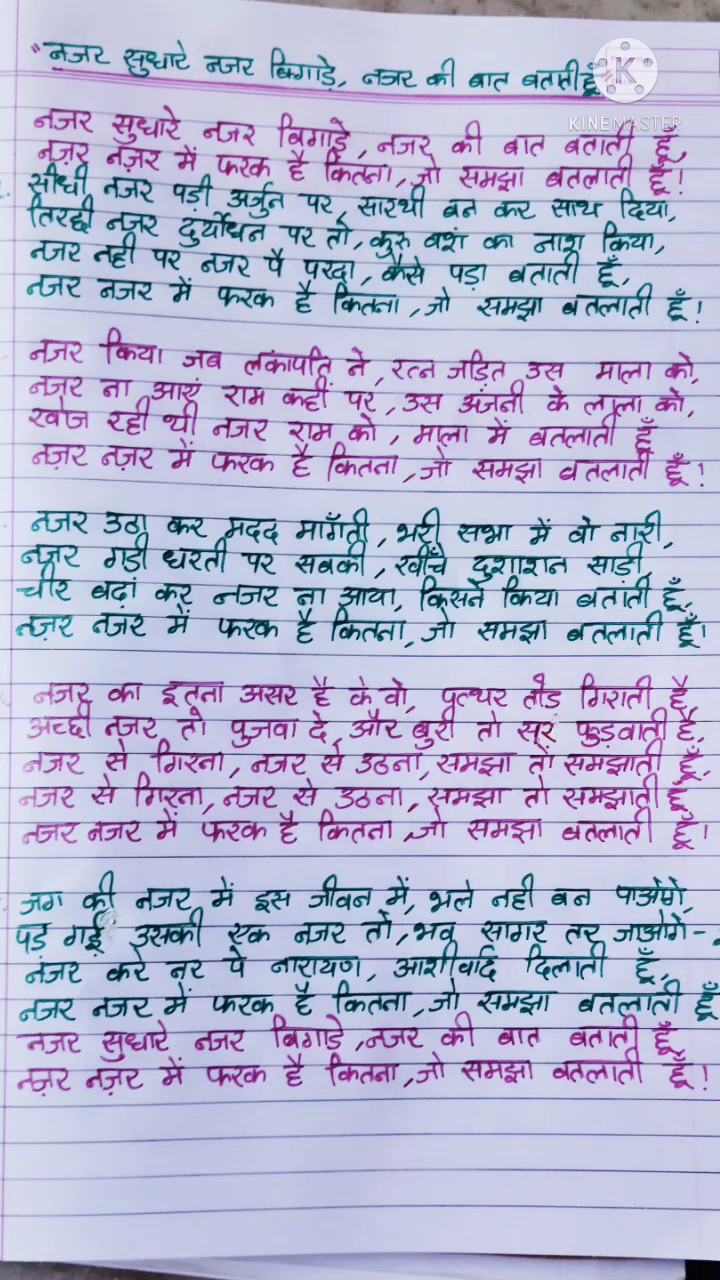 "नजर सुधारे नजर बिगाड़े, नजर की बात बताती हूँ
KINEMASTER
नजर सुधारे नजर बिगाड़े, नजर की बात बताती हूँ,
नज़र नज़र में फरक है कितना, जो समझा बतलाती हूँ!
सीधी नजर पड़ी अर्जुन पर, सारथी बन कर साथ दिया,
तिरछी नजर दुर्योधन पर तो, कुरु वशं का नाश किया,
नजर नही पर नजर पै परदा, कैसे पड़ा बताती हूँ,
नजर नजर में फरक है कितना, जो समझा बतलाती हूँ!
नजर किया जब लंकापति ने, रत्न जड़ित उस माला को,
नजर ना आए राम कहीं पर, उस अंजनी के लाला को,
खोज रही थी नजर राम को, माला में बतलाती हूँ
नज़र नज़र में फरक है कितना, जो समझा बतलाती हूँ!
नजर उठा कर मदद माँगती, भरी सभा में वो नारी,
नजर गडी धरती पर सबकी, खींचे दुशाशन साडी,
चीर बढ़ां कर नजर ना आया, किसने किया बतांती हूँ,
नज़र नजर में फरक है कितना, जो समझा बतलाती हूँ।
नजर का इतना असर है के वो, पत्थर तोड गिराती है
अच्छी नजर तो पुजवा दे, और बुरी तो सर फुड़वाती है,
नजर से गिरना, नजर से उठना, समझा तो समझाती हूँ,
नजर से गिरना, नजर से उठना, समझा तो समझाती हूँ
नजर नजर में फरक है कितना, जो समझा बतलाती हूँ।
जग की नजर में इस जीवन में, भले नही बन पाओगे,
पड़ गई उसकी एक नजर तो, भव सागर तर जाओगे-
नजर करे नर पे नारायण, आशीर्वाद दिलाती हूँ,
नजर नजर में फरक है कितना, जो समझा बतलाती हूँ
नजर सुधारे नजर बिगाडे, नजर की बात बताती हूँ
नज़र नज़र में फरक है कितना, जो समझा बतलाती हूँ!